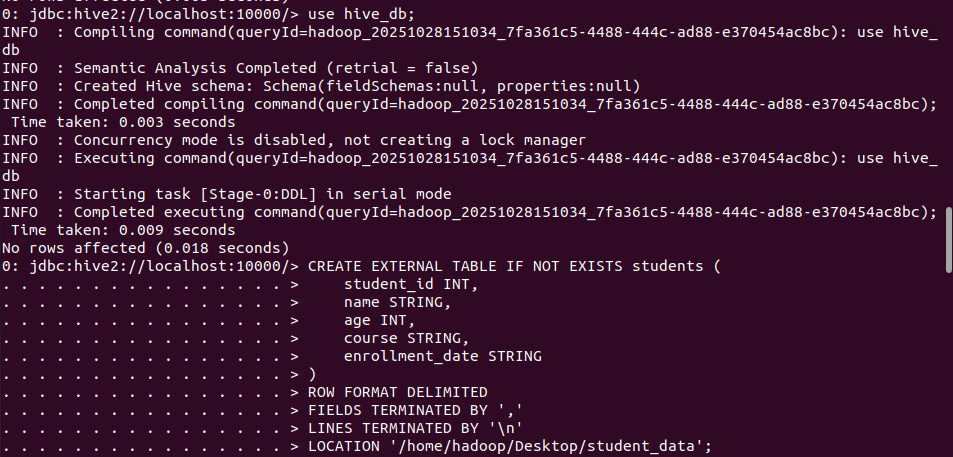 0: jdbc:hive2://localhost:10000/> use hive_db;
INFO  : Compiling command(queryId=hadoop_20251028151034_7fa361c5-4488-444c-ad88-e370454ac8bc): use hive_
db
INFO  : Semantic Analysis Completed (retrial = false)
INFO  : Created Hive schema: Schema(fieldSchemas:null, properties:null)
INFO  : Completed compiling command(queryId=hadoop_20251028151034_7fa361c5-4488-444c-ad88-e370454ac8bc);
 Time taken: 0.003 seconds
INFO  : Concurrency mode is disabled, not creating a lock manager
INFO  : Executing command(queryId=hadoop_20251028151034_7fa361c5-4488-444c-ad88-e370454ac8bc): use hive_
db
INFO  : Starting task [Stage-0:DDL] in serial mode
INFO  : Completed executing command(queryId=hadoop_20251028151034_7fa361c5-4488-444c-ad88-e370454ac8bc);
 Time taken: 0.009 seconds
No rows affected (0.018 seconds)
0: jdbc:hive2://localhost:10000/> CREATE EXTERNAL TABLE IF NOT EXISTS students (
. . . . . . . . . . . . . . . . >     student_id INT,
. . . . . . . . . . . . . . . . >     name STRING,
. . . . . . . . . . . . . . . . >     age INT,
. . . . . . . . . . . . . . . . >     course STRING,
. . . . . . . . . . . . . . . . >     enrollment_date STRING
. . . . . . . . . . . . . . . . > )
. . . . . . . . . . . . . . . . > ROW FORMAT DELIMITED
. . . . . . . . . . . . . . . . > FIELDS TERMINATED BY ','
. . . . . . . . . . . . . . . . > LINES TERMINATED BY '\n'
. . . . . . . . . . . . . . . . > LOCATION '/home/hadoop/Desktop/student_data';